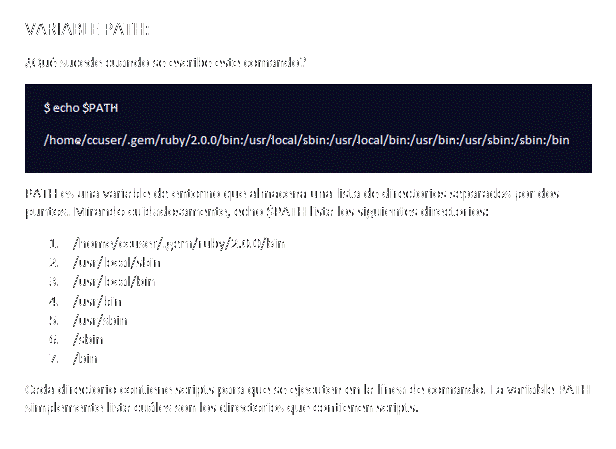 VARIABLE PATH:
¿Qué sucede cuando se escribe este comando?
$ echo $PATH
/home/ccuser/.gem/ruby/2.0.0/bin:/usr/local/sbin:/usr/local/bin:/usr/bin:/usr/sbin:/sbin:/bin
PATH es una variable de entorno que almacena una lista de directorios separados por dos
puntos. Mirando cuidadosamente, echo $PATH lista los siguientes directorios:
1. /home/ccuser/.gem/ruby/2.0.0/bin
2. /usr/local/sbin
3. /usr/local/bin
4. /usr/bin
5. /usr/sbin
6. /sbin
7. /bin
Cada directorio contiene scripts para que se ejecuten en la línea de comando. La variable PATH
simplemente lista cuáles son los directorios que contienen scripts.